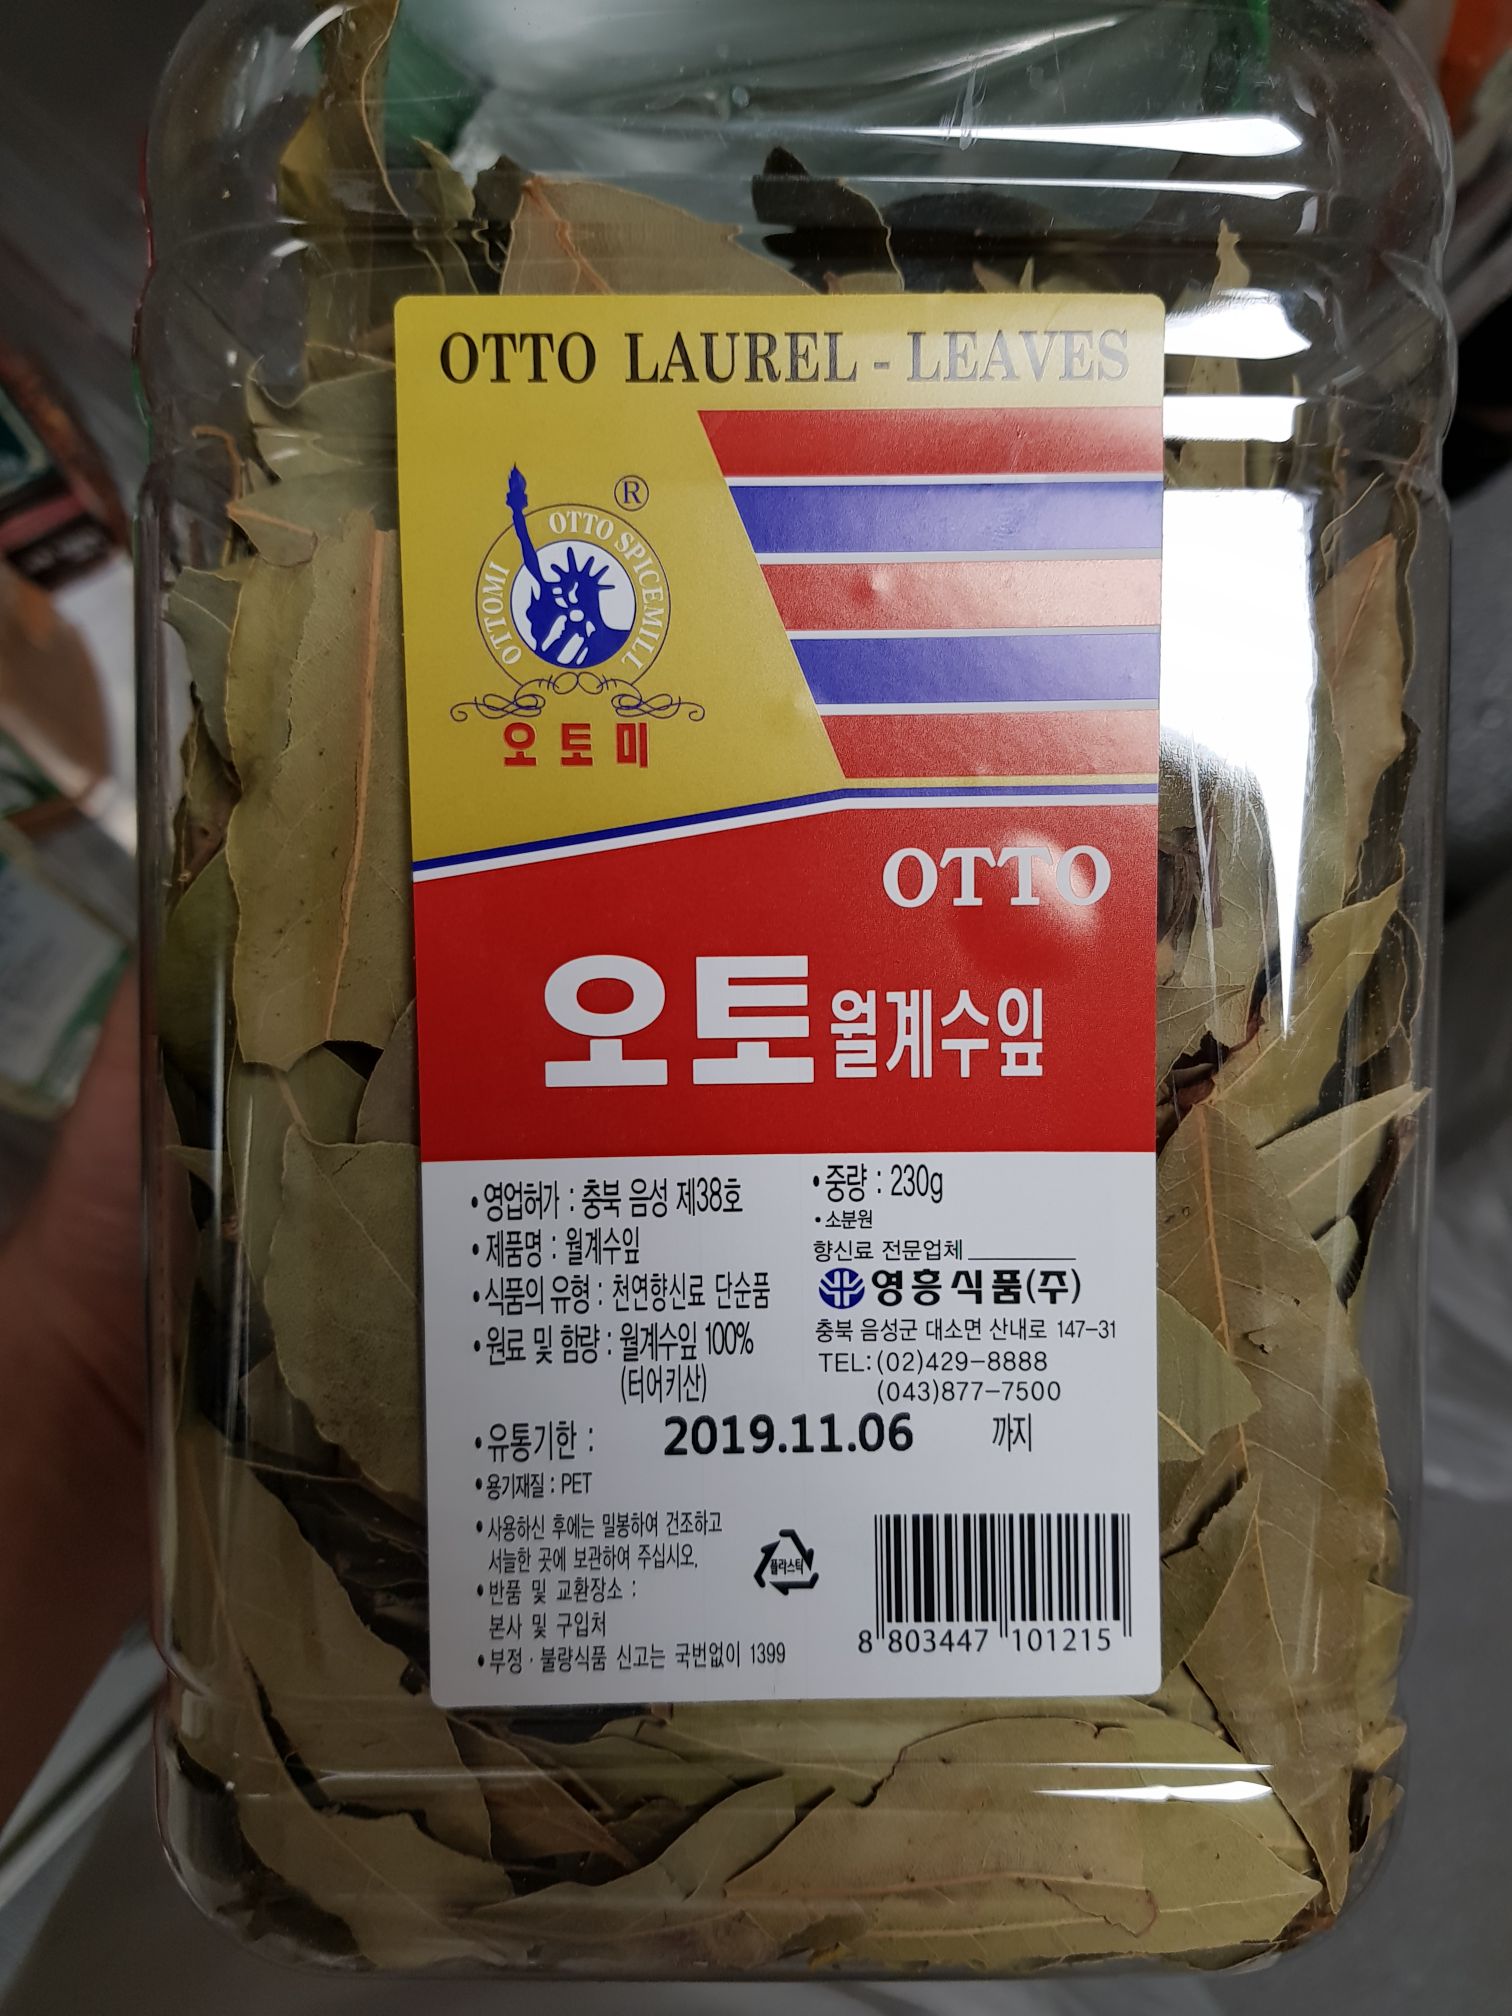 OTTO LAUREL - LEAVES
®
OTTOMI OTTO SPICEMILL
오토미
OTTO
오토 월계수잎
•영업허가 : 충북 음성 제38호
•제품명 : 월계수잎
•식품의 유형 : 천연향신료 단순품
•원료 및 함량 : 월계수잎 100%
(터어키산)
•중량 : 230g
•소분원
향신료 전문업체
영흥식품(주)
충북 음성군 대소면 산내로 147-31
TEL:(02)429-8888
(043)877-7500
•유통기한 : 2019.11.06 까지
•용기재질 : PET
•사용하신 후에는 밀봉하여 건조하고
서늘한 곳에 보관하여 주십시오.
•반품 및 교환장소 :
본사 및 구입처
•부정·불량식품 신고는 국번없이 1399
플라스틱
8 803447 101215